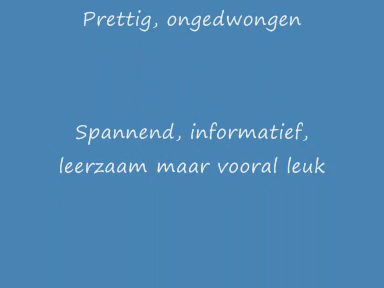 Prettig, ongedwongen
Spannend, informatief,
leerzaam maar vooral leuk